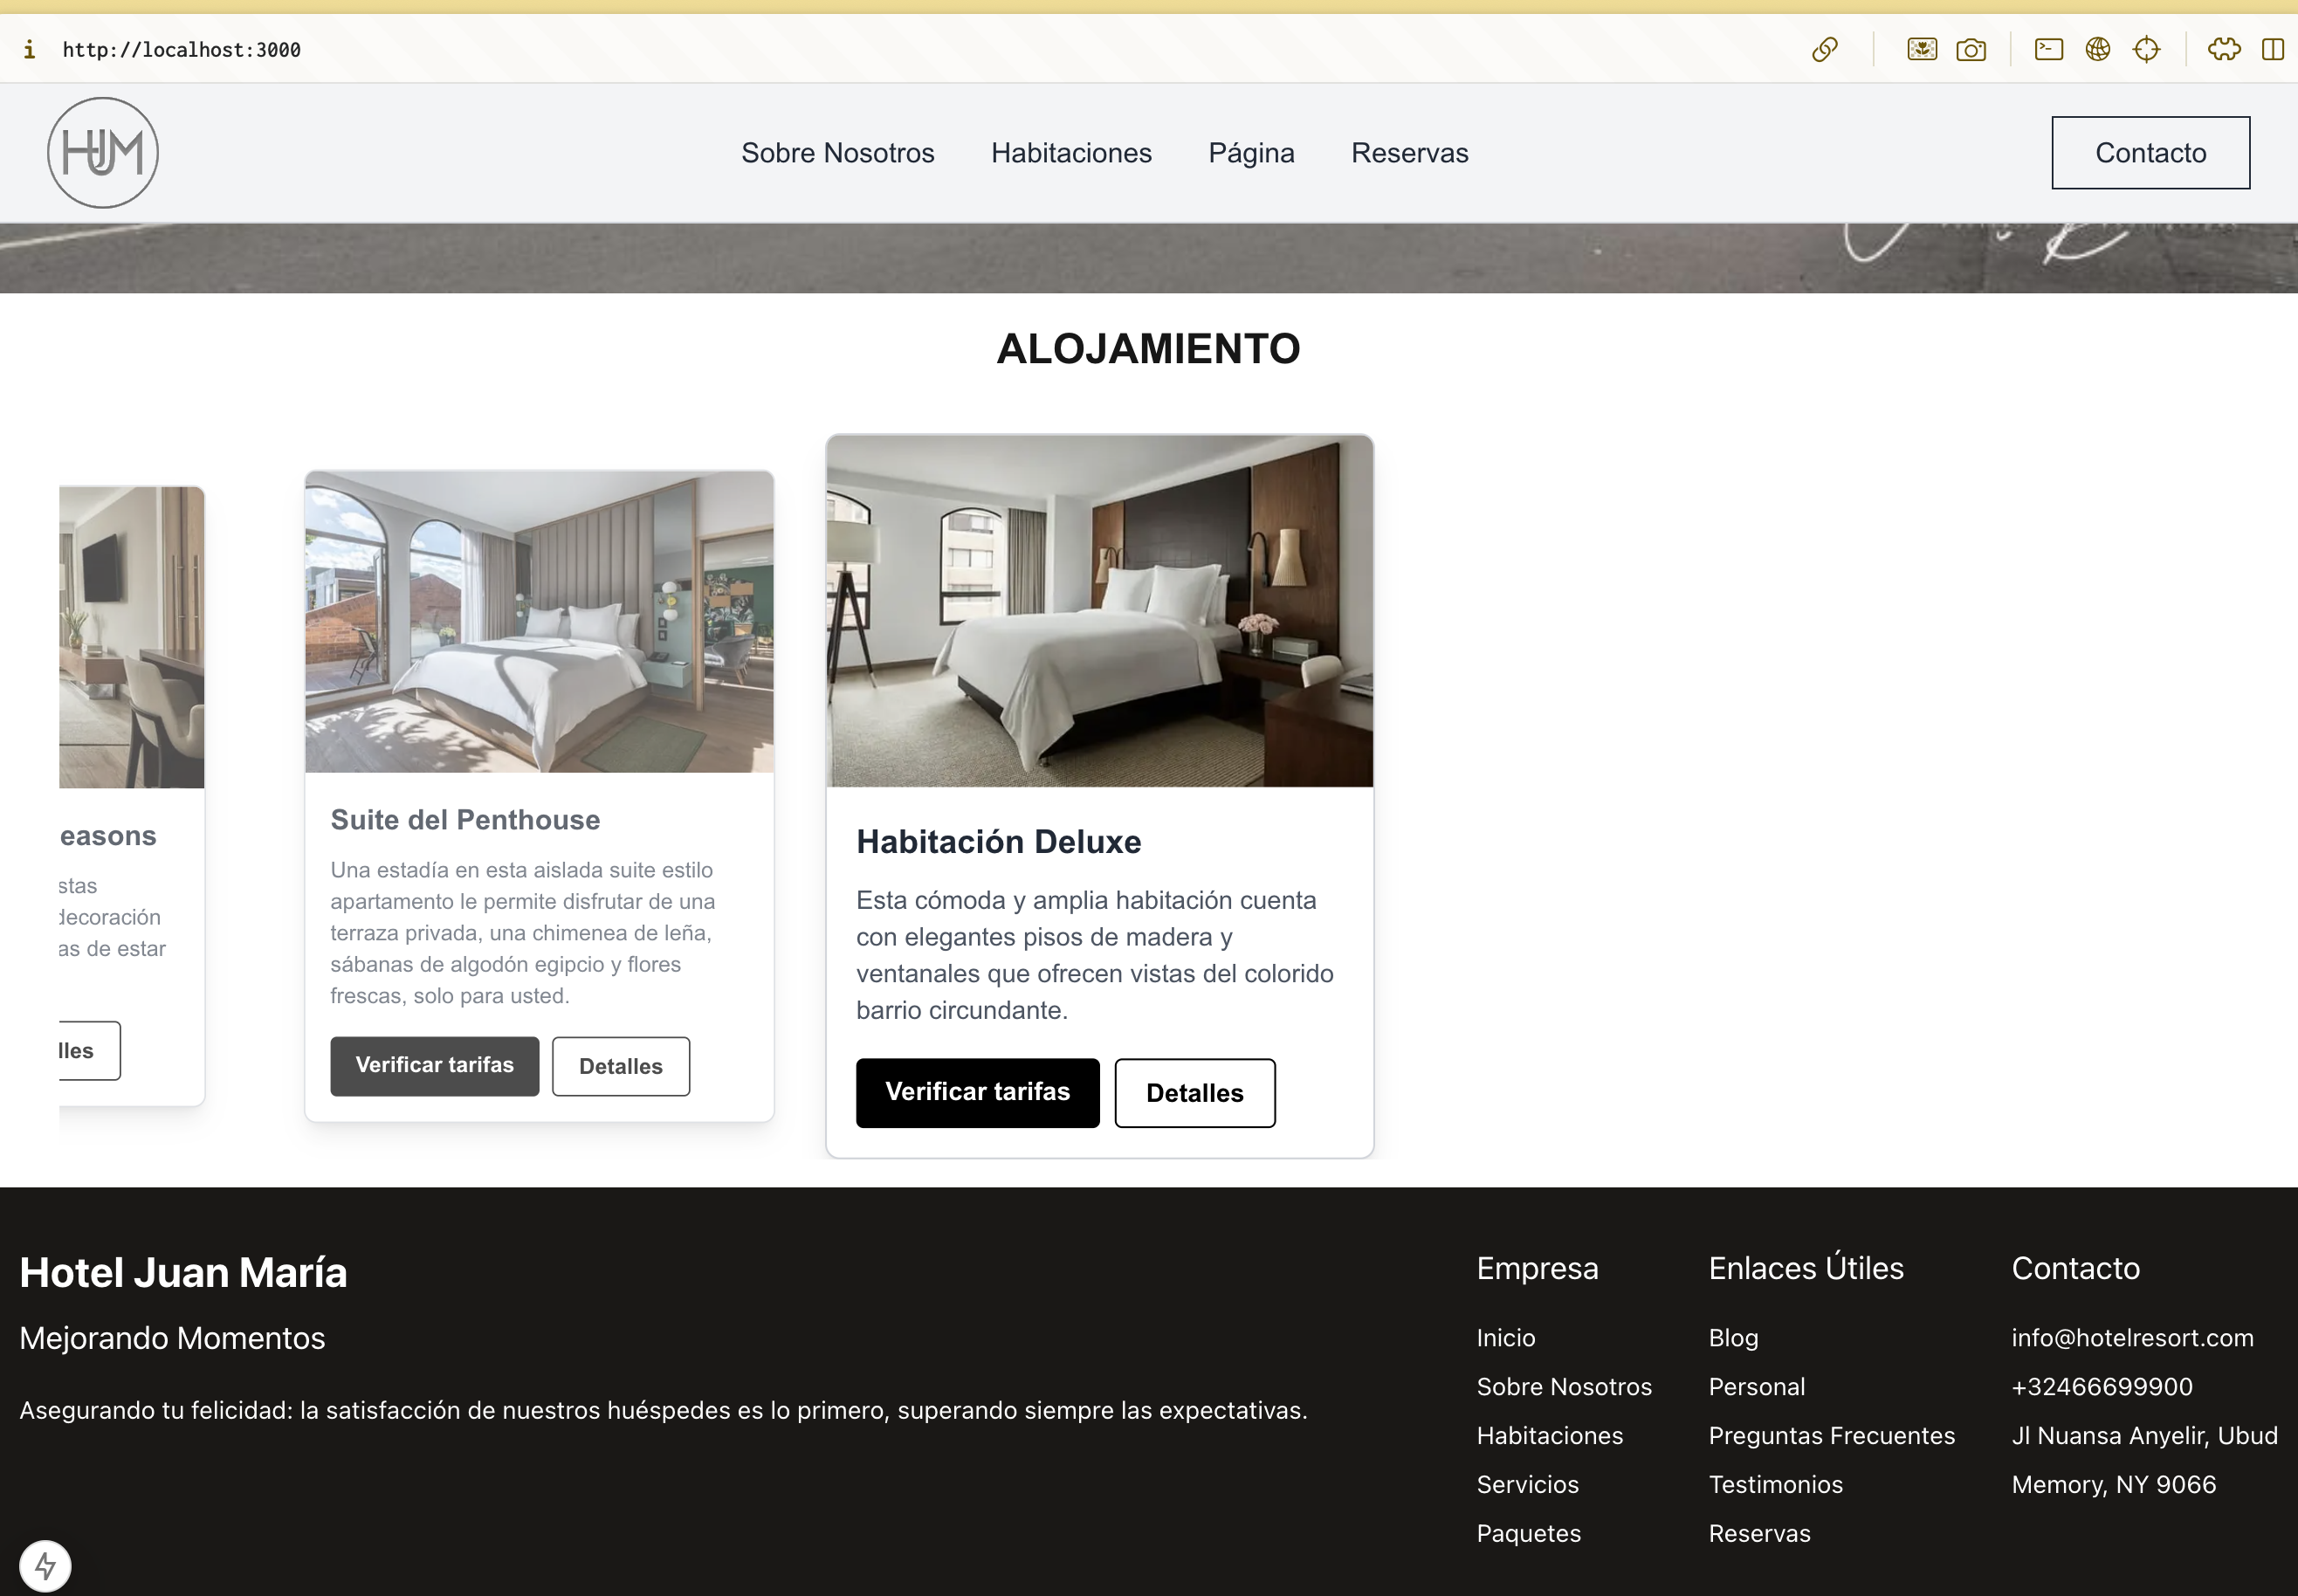 http://localhost:3000
HJM
Sobre Nosotros
Habitaciones
Página
Reservas
Contacto
ALOJAMIENTO
easons
stas
decoración
as de estar
lles
Suite del Penthouse
Una estadía en esta aislada suite estilo
apartamento le permite disfrutar de una
terraza privada, una chimenea de leña,
sábanas de algodón egipcio y flores
frescas, solo para usted.
Verificar tarifas
Detalles
Habitación Deluxe
Esta cómoda y amplia habitación cuenta
con elegantes pisos de madera y
ventanales que ofrecen vistas del colorido
barrio circundante.
Verificar tarifas
Detalles
Hotel Juan María
Mejorando Momentos
Asegurando tu felicidad: la satisfacción de nuestros huéspedes es lo primero, superando siempre las expectativas.
Empresa
Inicio
Sobre Nosotros
Habitaciones
Servicios
Paquetes
Enlaces Útiles
Blog
Personal
Preguntas Frecuentes
Testimonios
Reservas
Contacto
info@hotelresort.com
+32466699900
Jl Nuansa Anyelir, Ubud
Memory, NY 9066